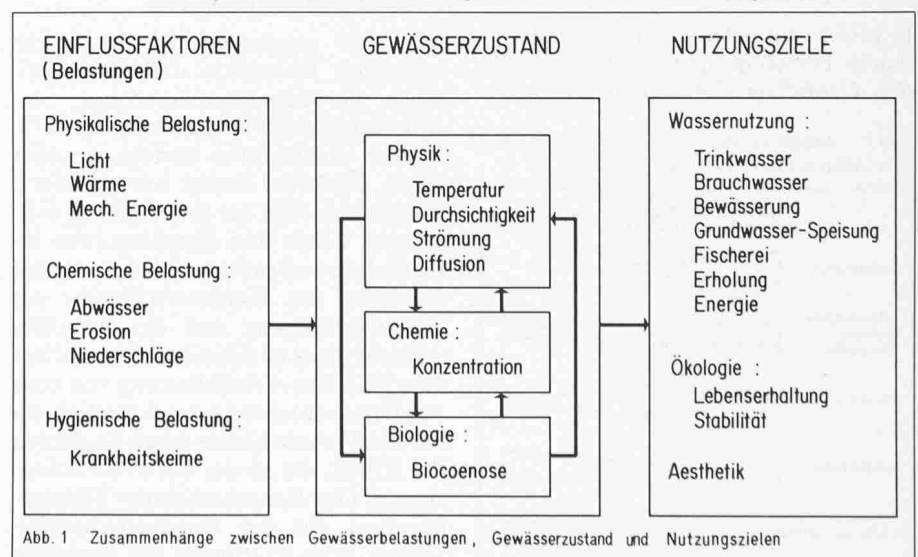 EINFLUSSFAKTOREN
(Belastungen)
Physikalische Belastung :
Licht
Wärme
Mech. Energie
Chemische Belastung :
Abwässer
Erosion
Niederschläge
Hygienische Belastung :
Krankheitskeime
GEWÄSSERZUSTAND
Physik :
Temperatur
Durchsichtigkeit
Strömung
Diffusion
Chemie :
Konzentration
Biologie :
Biocoenose
NUTZUNGSZIELE
Wassernutzung :
Trinkwasser
Brauchwasser
Bewässerung
Grundwasser-Speisung
Fischerei
Erholung
Energie
Ökologie :
Lebenserhaltung
Stabilität
Aesthetik
Abb. 1 Zusammenhänge zwischen Gewässerbelastungen, Gewässerzustand und Nutzungszielen